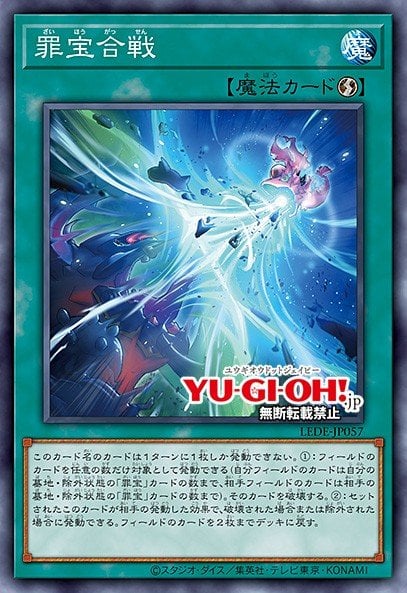 罪宝合戦
魔
【魔法カード】
ユウギオウドットジェイピー
YU-GI-OH!.jp
無断転載禁止
LEDE-JP057
このカード名のカードは1ターンに1枚しか発動できない。①：フィールドの
カードを任意の数だけ対象として発動できる(自分フィールドのカードは自分の
墓地・除外状態の「罪宝」カードの数まで、相手フィールドのカードは相手の
墓地・除外状態の「罪宝」カードの数まで)。そのカードを破壊する。②：セット
されたこのカードが相手の発動した効果で、破壊された場合または除外された
場合に発動できる。フィールドのカードを2枚までデッキに戻す。
©スタジオ・ダイス/集英社・テレビ東京・KONAMI